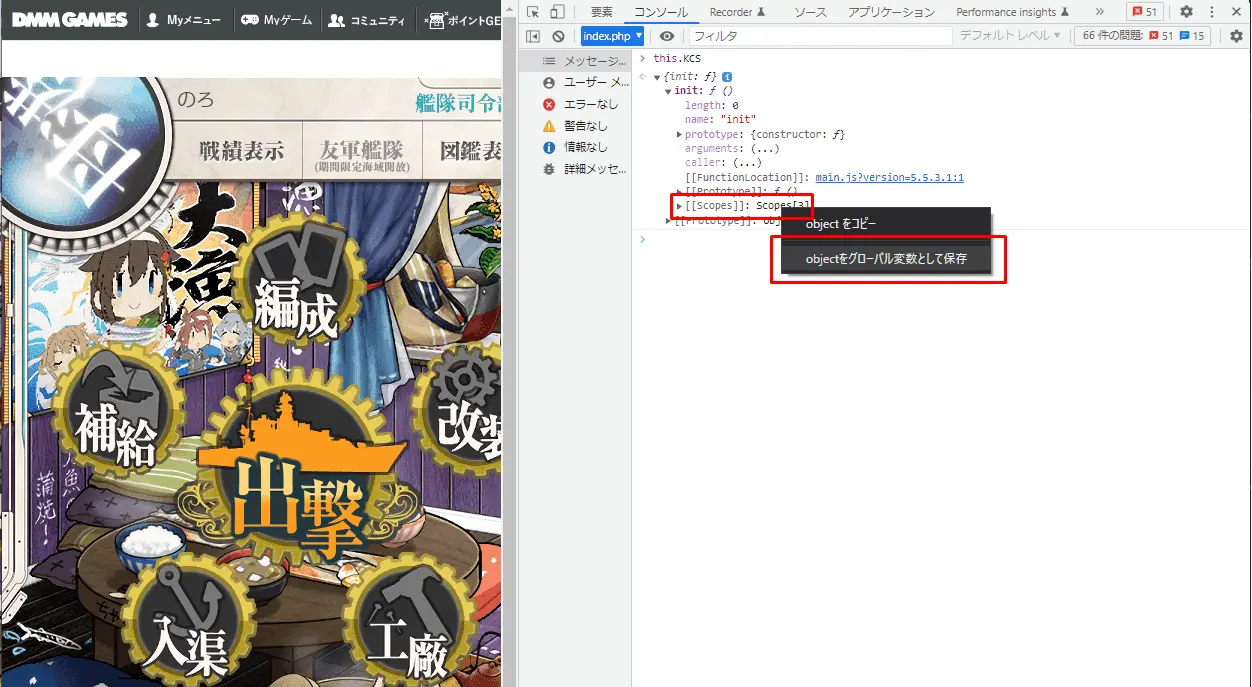 DMM GAMES
Myメニュー
Myゲーム
コミュニティ
ポイントGE
のろ
艦隊司令部
戦績表示
友軍艦隊
(期間限定海域開放)
図鑑表
大漁
編成
補給
改装
出撃
入渠
工廠
蒲焼!
要素
コンソール
Recorder
ソース
アプリケーション
Performance insights
»
51
index.php ▼
フィルタ
デフォルト レベル ▼
66 件の問題: 51 15
メッセージ...
ユーザー メ...
エラーなし
警告なし
情報なし
詳細メッセ...
> this.KCS
▼{init: ƒ}
▼init: ƒ ()
length: 0
name: "init"
▶prototype: {constructor: ƒ}
arguments: (...)
caller: (...)
[[FunctionLocation]]: main.js?version=5.5.3.1:1
▶[[Prototype]]: ƒ ()
▶[[Scopes]]: Scopes[3]
▶[[Prototype]]: Obj
object をコピー
objectをグローバル変数として保存
>